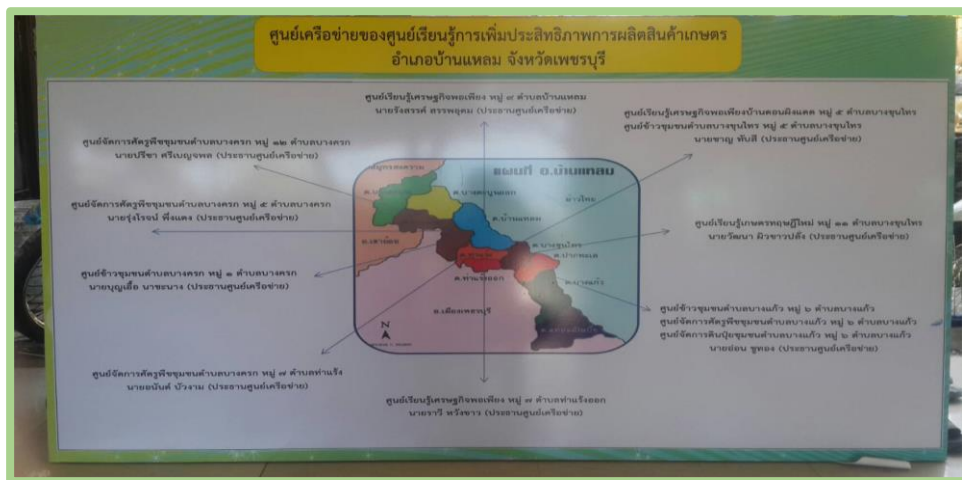 ศูนย์เครือข่ายของศูนย์เรียนรู้การเพิ่มประสิทธิภาพการผลิตสินค้าเกษตร
อำเภอบ้านแหลม จังหวัดเพชรบุรี
ศูนย์เรียนรู้เศรษฐกิจพอเพียง หมู่ ๙ ตำบลบ้านแหลม
นายรังสรรค์ สรรพอุดม (ประธานศูนย์เครือข่าย)
ศูนย์เรียนรู้เศรษฐกิจพอเพียงบ้านดอนผิงแดด หมู่ ๕ ตำบลบางขุนไทร
ศูนย์ข้าวชุมชนตำบลบางขุนไทร หมู่ ๕ ตำบลบางขุนไทร
นายชาญ ทับสี (ประธานศูนย์เครือข่าย)
ศูนย์จัดการศัตรูพืชชุมชนตำบลบางครก หมู่ ๑๒ ตำบลบางครก
นายปรีชา ศรีเบญจพล (ประธานศูนย์เครือข่าย)
ศูนย์จัดการศัตรูพืชชุมชนตำบลบางครก หมู่ ๕ ตำบลบางครก
นายรุ่งโรจน์ พึ่งแดง (ประธานศูนย์เครือข่าย)
ศูนย์เรียนรู้เกษตรทฤษฎีใหม่ หมู่ ๑๑ ตำบลบางขุนไทร
นายวัฒนา ผิวขาวปลั่ง (ประธานศูนย์เครือข่าย)
ศูนย์ข้าวชุมชนตำบลบางครก หมู่ ๑ ตำบลบางครก
นายบุญเอื้อ นาชะนาง (ประธานศูนย์เครือข่าย)
ศูนย์ข้าวชุมชนตำบลบางแก้ว หมู่ ๖ ตำบลบางแก้ว
ศูนย์จัดการศัตรูพืชชุมชนตำบลบางแก้ว หมู่ ๖ ตำบลบางแก้ว
ศูนย์จัดการดินปุ๋ยชุมชนตำบลบางแก้ว หมู่ ๖ ตำบลบางแก้ว
นายอ่อน ชูทอง (ประธานศูนย์เครือข่าย)
ศูนย์จัดการศัตรูพืชชุมชนตำบลบางครก หมู่ ๗ ตำบลท่าแร้ง
นายอนันต์ บัวงาม (ประธานศูนย์เครือข่าย)
ศูนย์เรียนรู้เศรษฐกิจพอเพียง หมู่ ๗ ตำบลท่าแร้งออก
นายราวี หวังขาว (ประธานศูนย์เครือข่าย)
แผนที่ อ.บ้านแหลม
ต.บางตะบูนออก
อ่าวไทย
ต.บ้านแหลม
ต.บางขุนไทร
อ.เขาย้อย
ต.ปากทะเล
ต.ท่าแร้งออก
ต.บางแก้ว
อ.เมืองเพชรบุรี
N